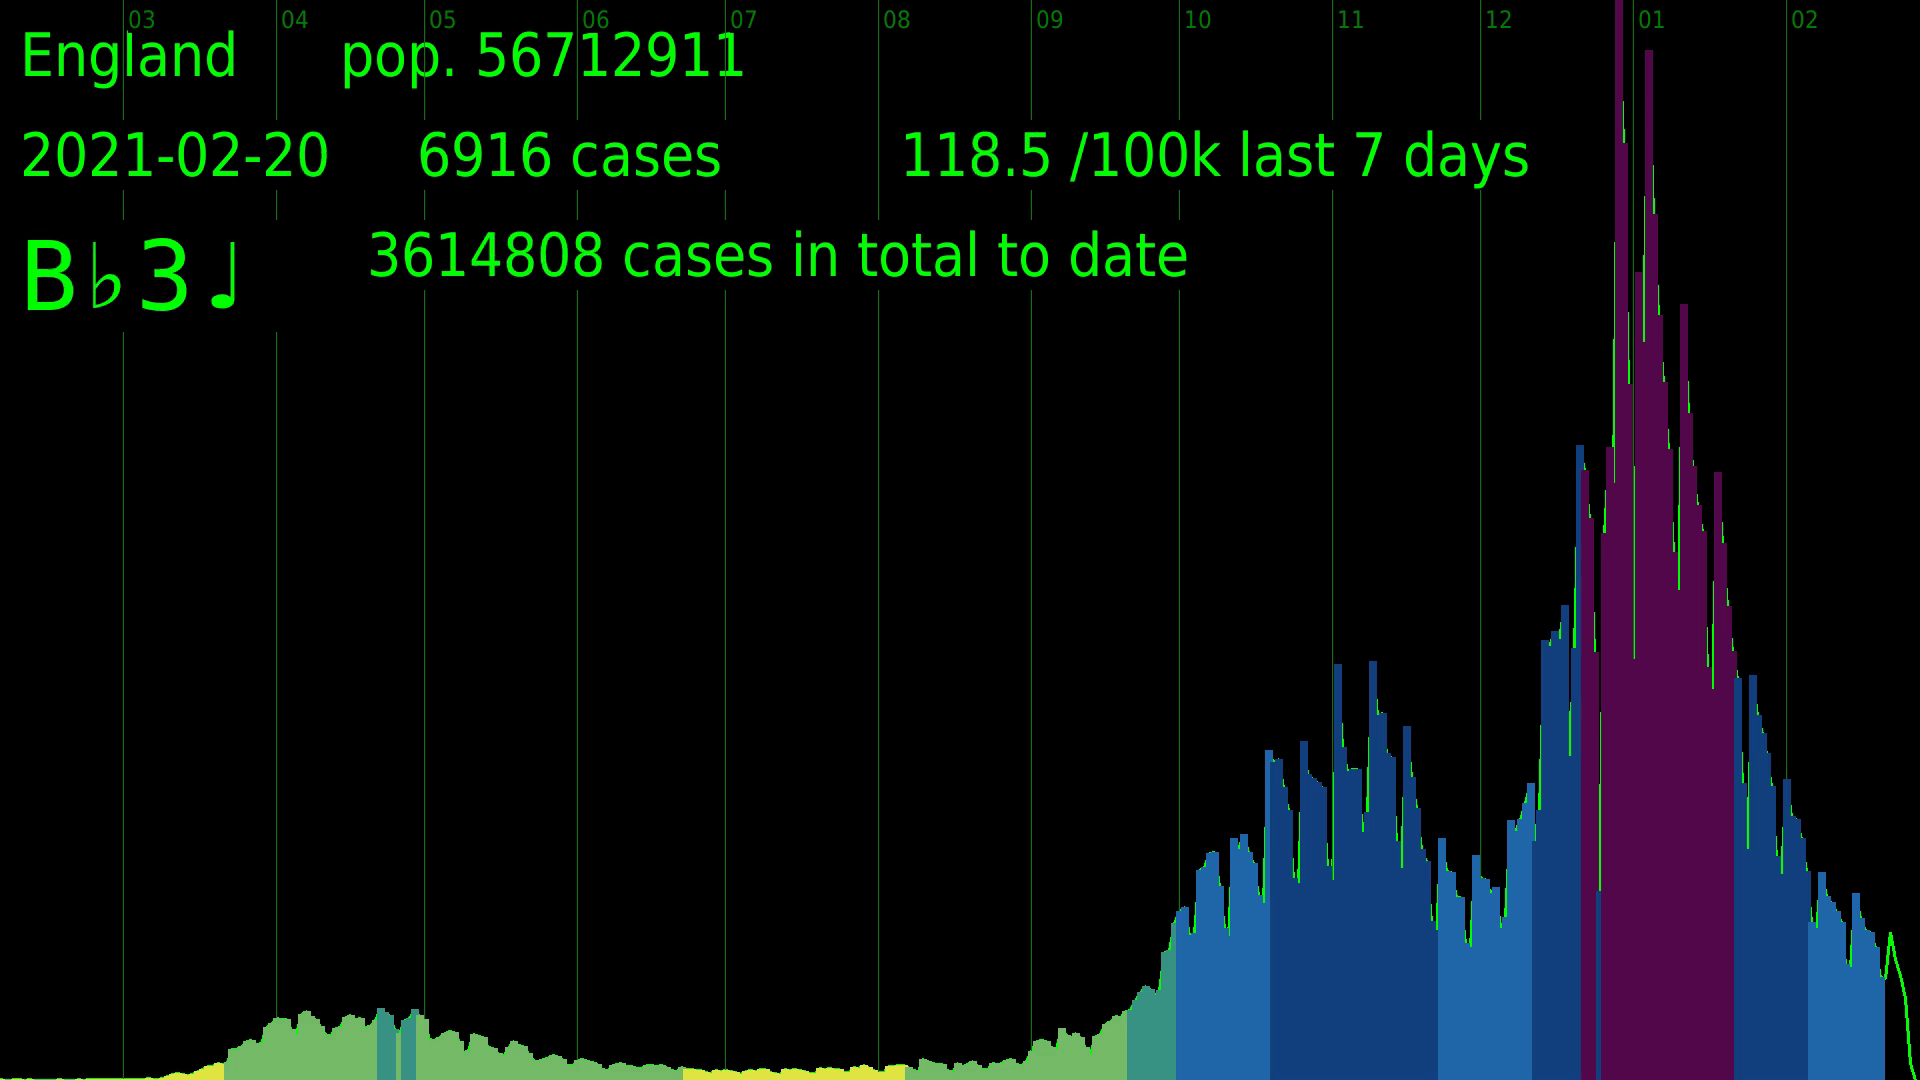 03 04 05 06 07 08 09 10 11 12 01 02
England pop. 56712911
2021-02-20 6916 cases 118.5 /100k last 7 days
B♭3♩ 3614808 cases in total to date